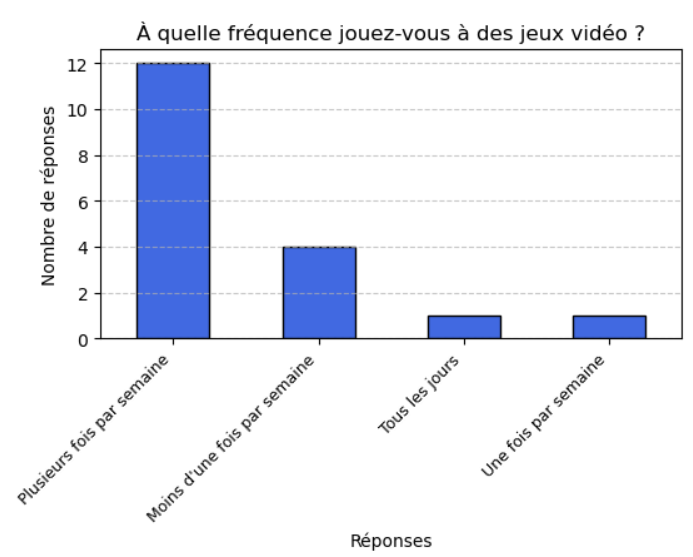 À quelle fréquence jouez-vous à des jeux vidéo ?
Nombre de réponses
12
10
8
6
4
2
0
Plusieurs fois par semaine
Moins d'une fois par semaine
Tous les jours
Une fois par semaine
Réponses